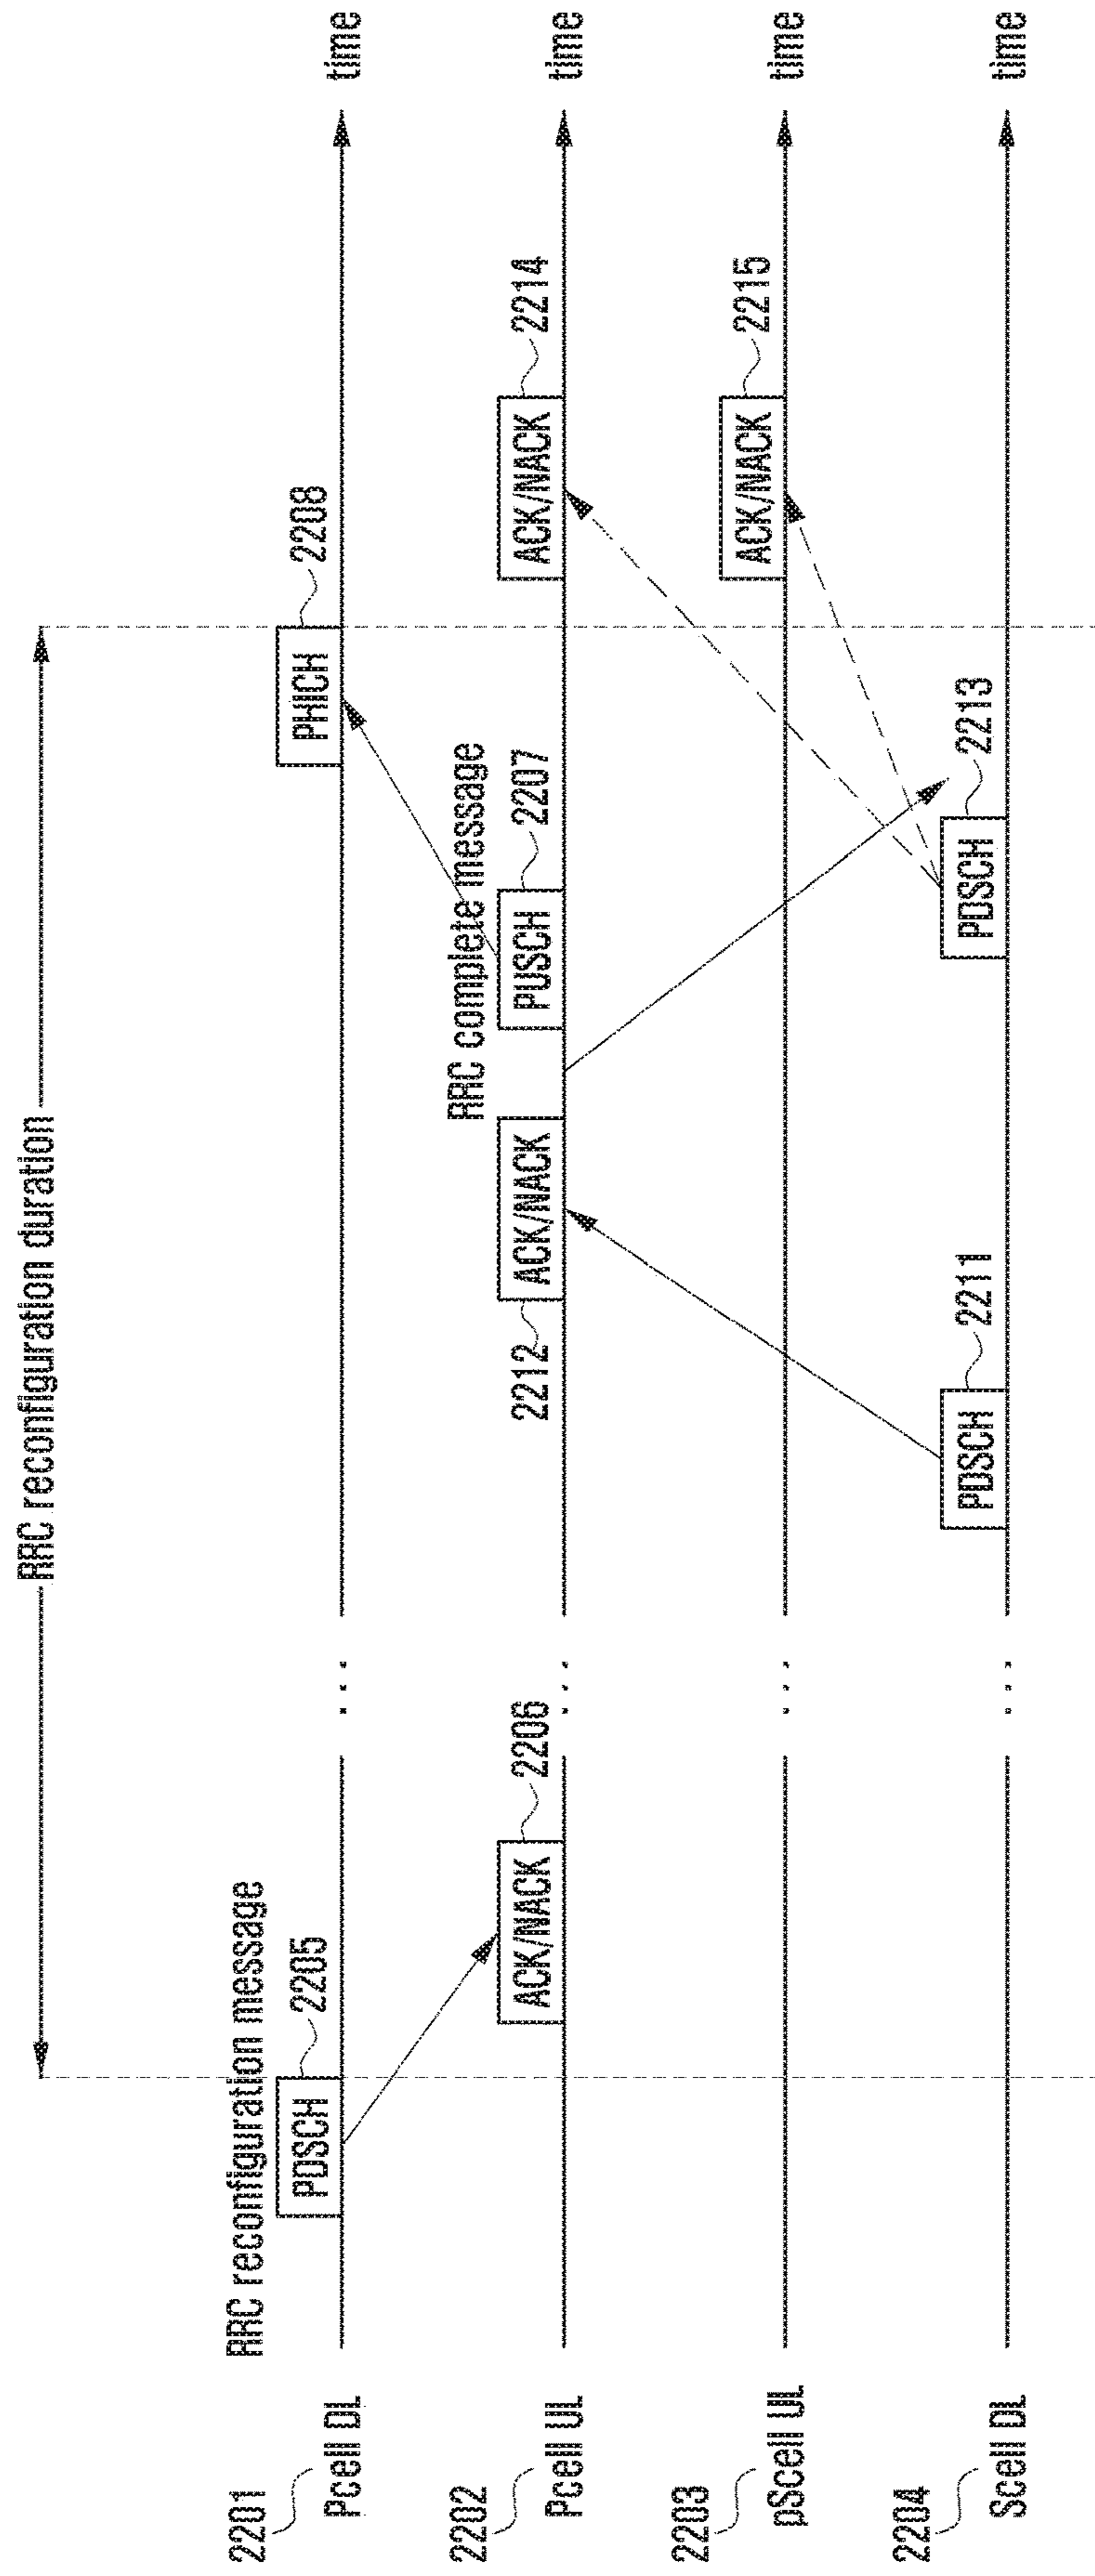 RRC reconfiguration duration
RRC reconfiguration message
2201
Pcell DL
PDSCH
2205
PHICH
2208
time
RRC complete message
2202
Pcell UL
ACK/NACK
2206
2212
ACK/NACK
PUSCH
2207
ACK/NACK
2214
time
2203
pScell UL
ACK/NACK
2215
time
2204
Scell DL
PDSCH
2211
PDSCH
2213
time